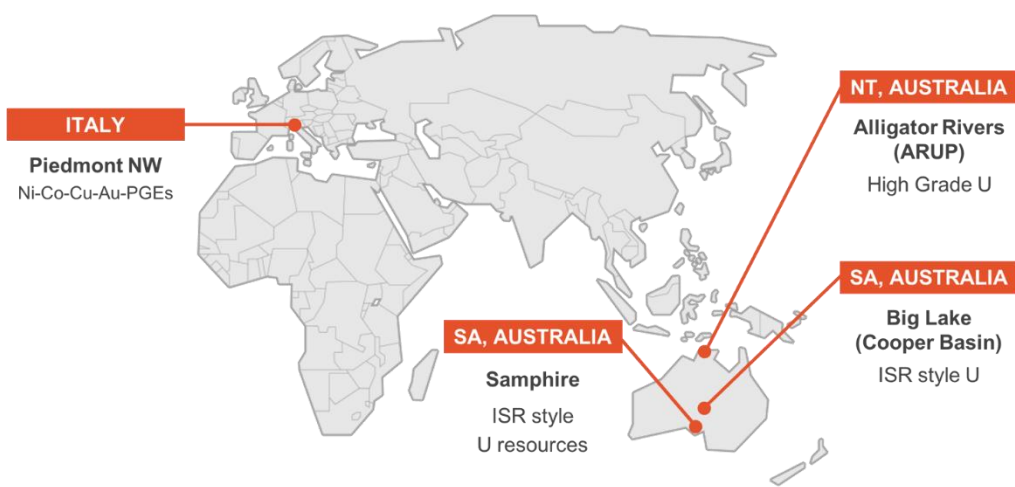 ITALY
Piedmont NW
Ni-Co-Cu-Au-PGEs
NT, AUSTRALIA
Alligator Rivers
(ARUP)
High Grade U
SA, AUSTRALIA
Big Lake
(Cooper Basin)
ISR style U
SA, AUSTRALIA
Samphire
ISR style
U resources